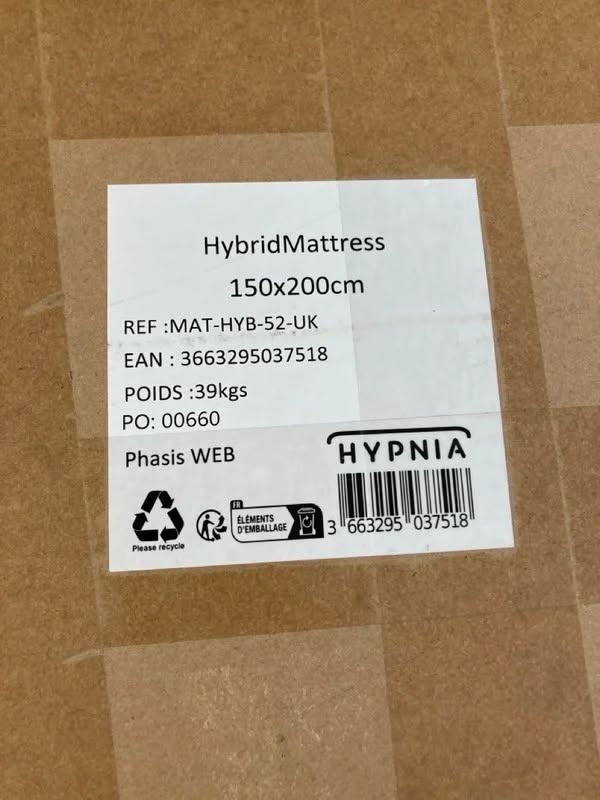 HybridMattress
150x200cm
REF :MAT-HYB-52-UK
EAN : 3663295037518
POIDS :39kgs
PO: 00660
Phasis WEB
HYPNIA
Please recycle
FR
ÉLÉMENTS
D'EMBALLAGE
3 663295 037518